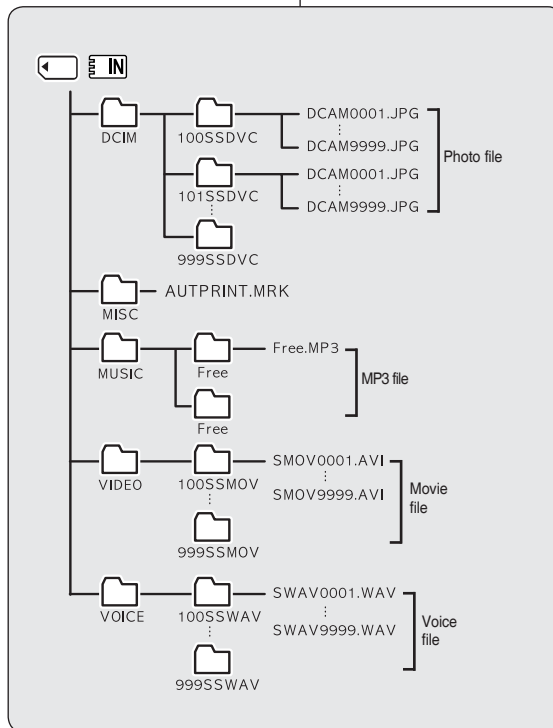 IN
DCIM
100SSDVC
DCAM0001.JPG
DCAM9999.JPG
Photo file
101SSDVC
DCAM0001.JPG
DCAM9999.JPG
999SSDVC
MISC
AUTPRINT.MRK
MUSIC
Free
Free.MP3
MP3 file
Free
VIDEO
100SSMOV
SMOV0001.AVI
SMOV9999.AVI
Movie
file
999SSMOV
VOICE
100SSWAV
SWAV0001.WAV
SWAV9999.WAV
Voice
file
999SSWAV